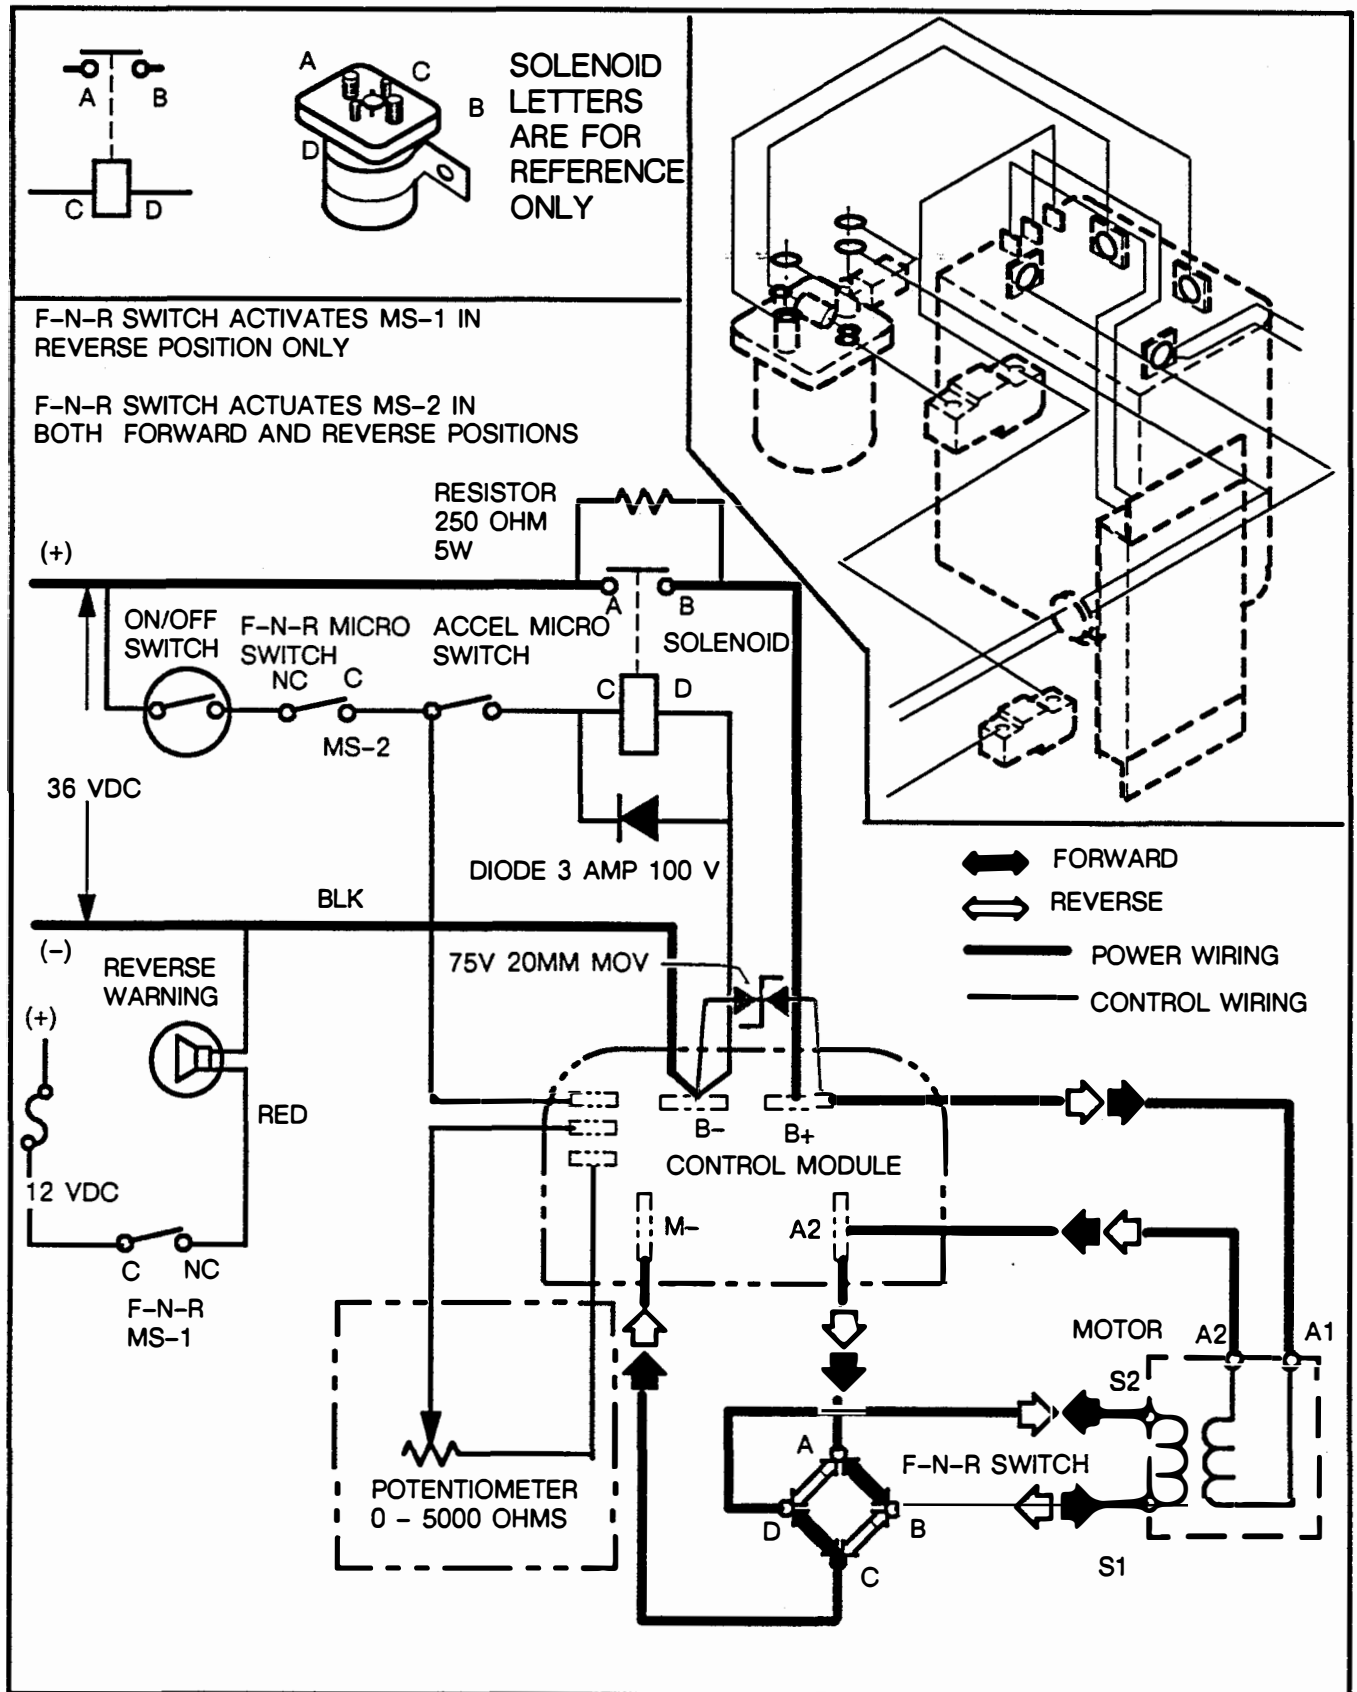 A
B
C
D
A
C
B
D
SOLENOID
LETTERS
ARE FOR
REFERENCE
ONLY
F-N-R SWITCH ACTIVATES MS-1 IN
REVERSE POSITION ONLY
F-N-R SWITCH ACTUATES MS-2 IN
BOTH FORWARD AND REVERSE POSITIONS
RESISTOR
250 OHM
5W
(+)
A
B
SOLENOID
ON/OFF
SWITCH
F-N-R MICRO
SWITCH
NC
C
MS-2
ACCEL MICRO
SWITCH
C
D
36 VDC
DIODE 3 AMP 100 V
BLK
(-)
FORWARD
REVERSE
POWER WIRING
CONTROL WIRING
75V 20MM MOV
REVERSE
WARNING
(+)
RED
12 VDC
C
NC
F-N-R
MS-1
B-
B+
CONTROL MODULE
M-
A2
MOTOR
A2
A1
S2
S1
A
B
C
D
F-N-R SWITCH
POTENTIOMETER
0 - 5000 OHMS